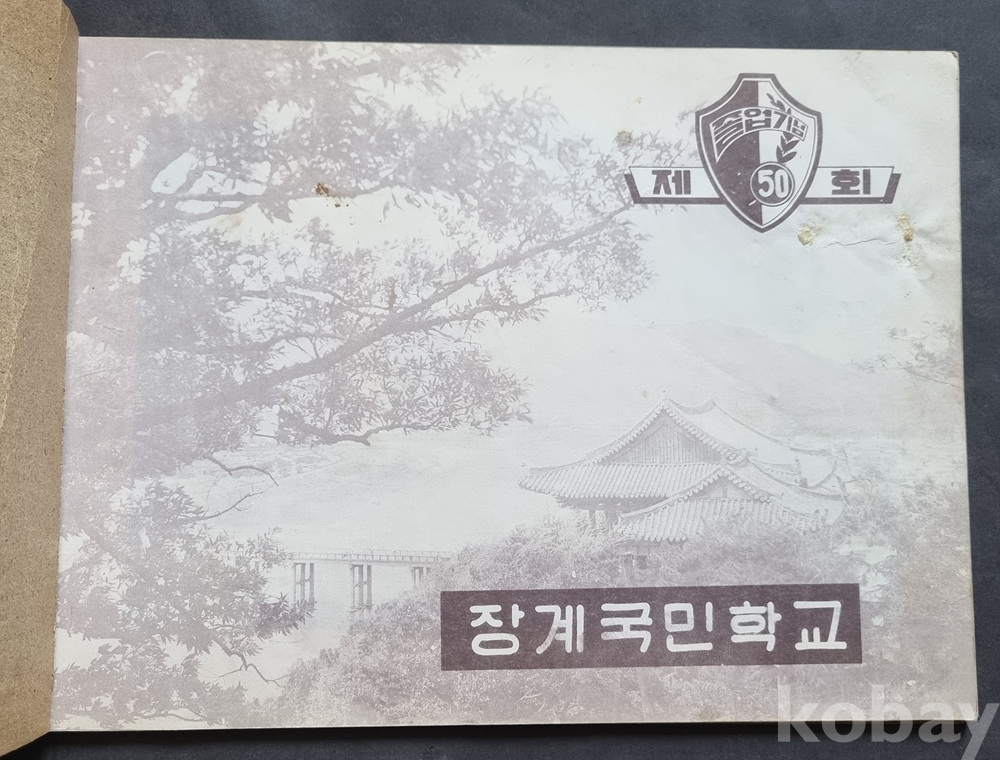 졸업기념
제 50 회
장계국민학교
kobay